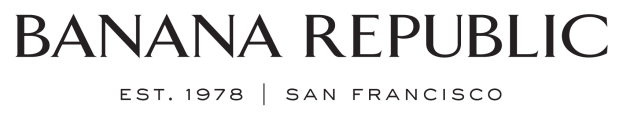 BANANA REPUBLIC
EST. 1978 | SAN FRANCISCO